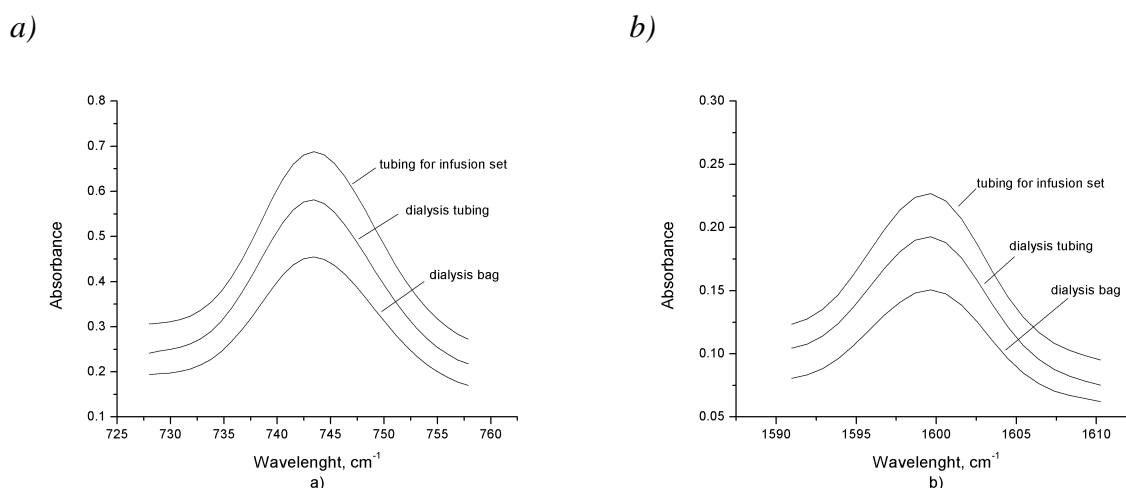 a)
b)
0.8
0.7
0.6
0.5
0.4
0.3
0.2
0.1
Absorbance
tubing for infusion set
dialysis tubing
dialysis bag
725 730 735 740 745 750 755 760
Wavelenght, cm-1
a)
0.30
0.25
0.20
0.15
0.10
0.05
Absorbance
tubing for infusion set
dialysis tubing
dialysis bag
1590 1595 1600 1605 1610
Wavelenght, cm-1
b)